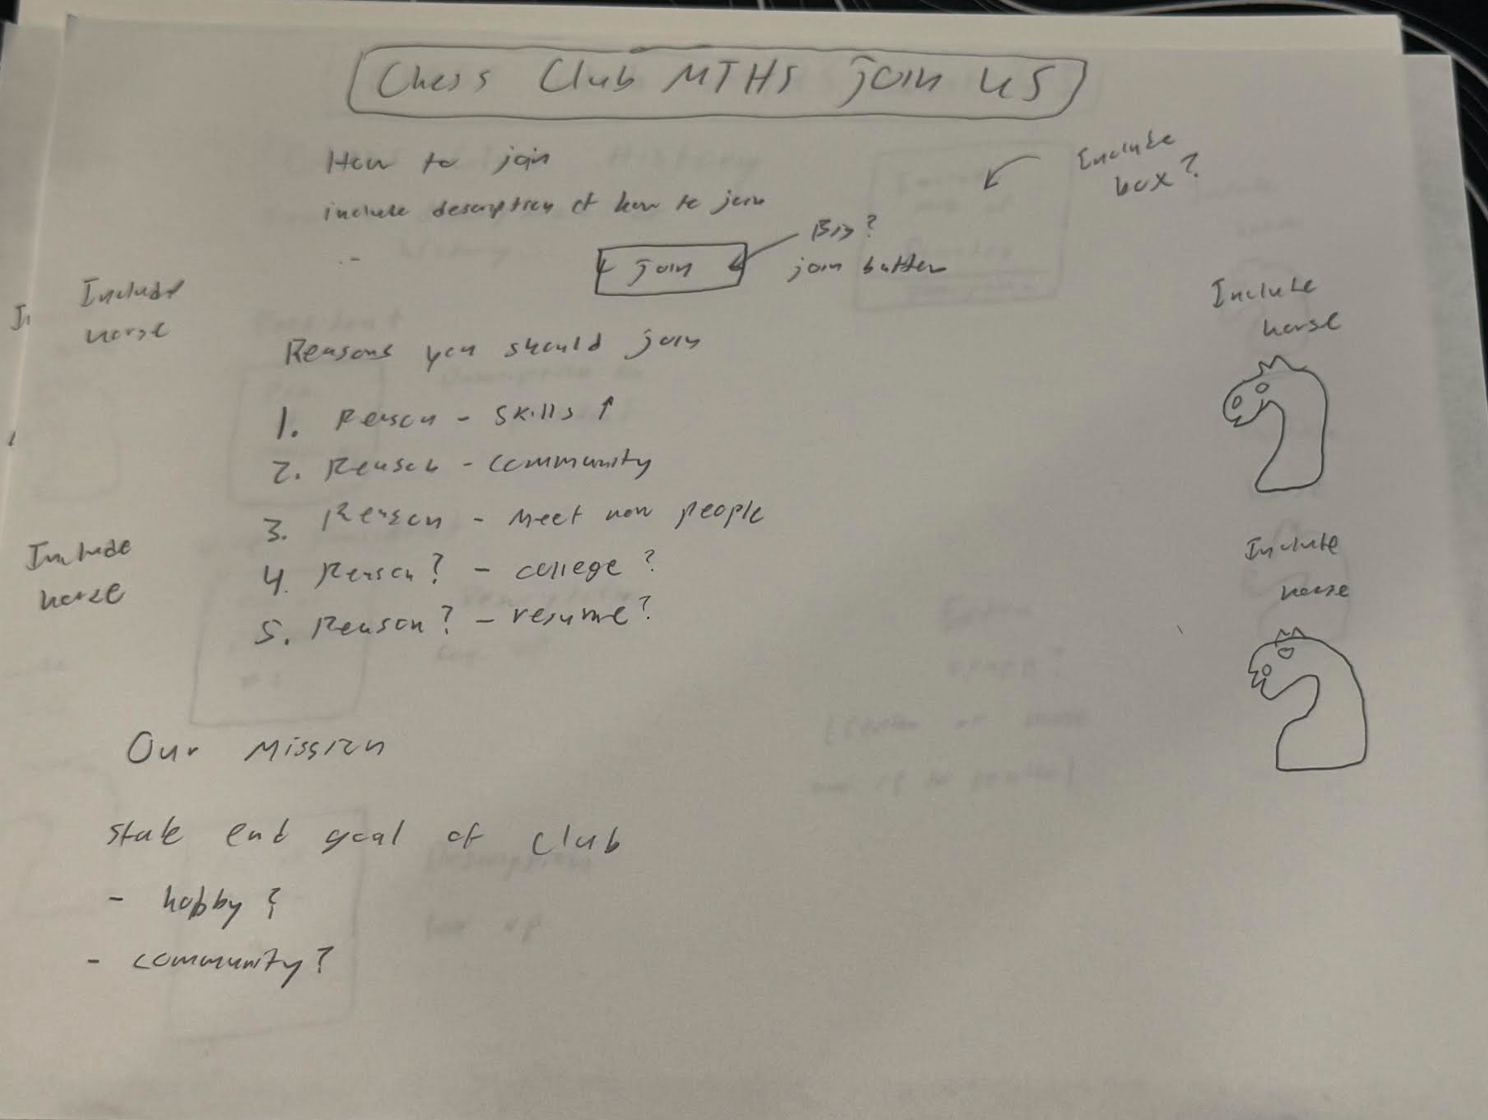 Chess Club MTHS join us
How to join
include description of how to join
Include
box?
Big?
join button
join
Include
horse
Include
horse
Reasons you should join
1. Reason - skills ↑
2. Reason - community
3. Reason - Meet new people
4. Reason? - college?
5. Reason? - resume?
Include
horse
Include
horse
Our Mission
state end goal of club
- hobby?
- community?